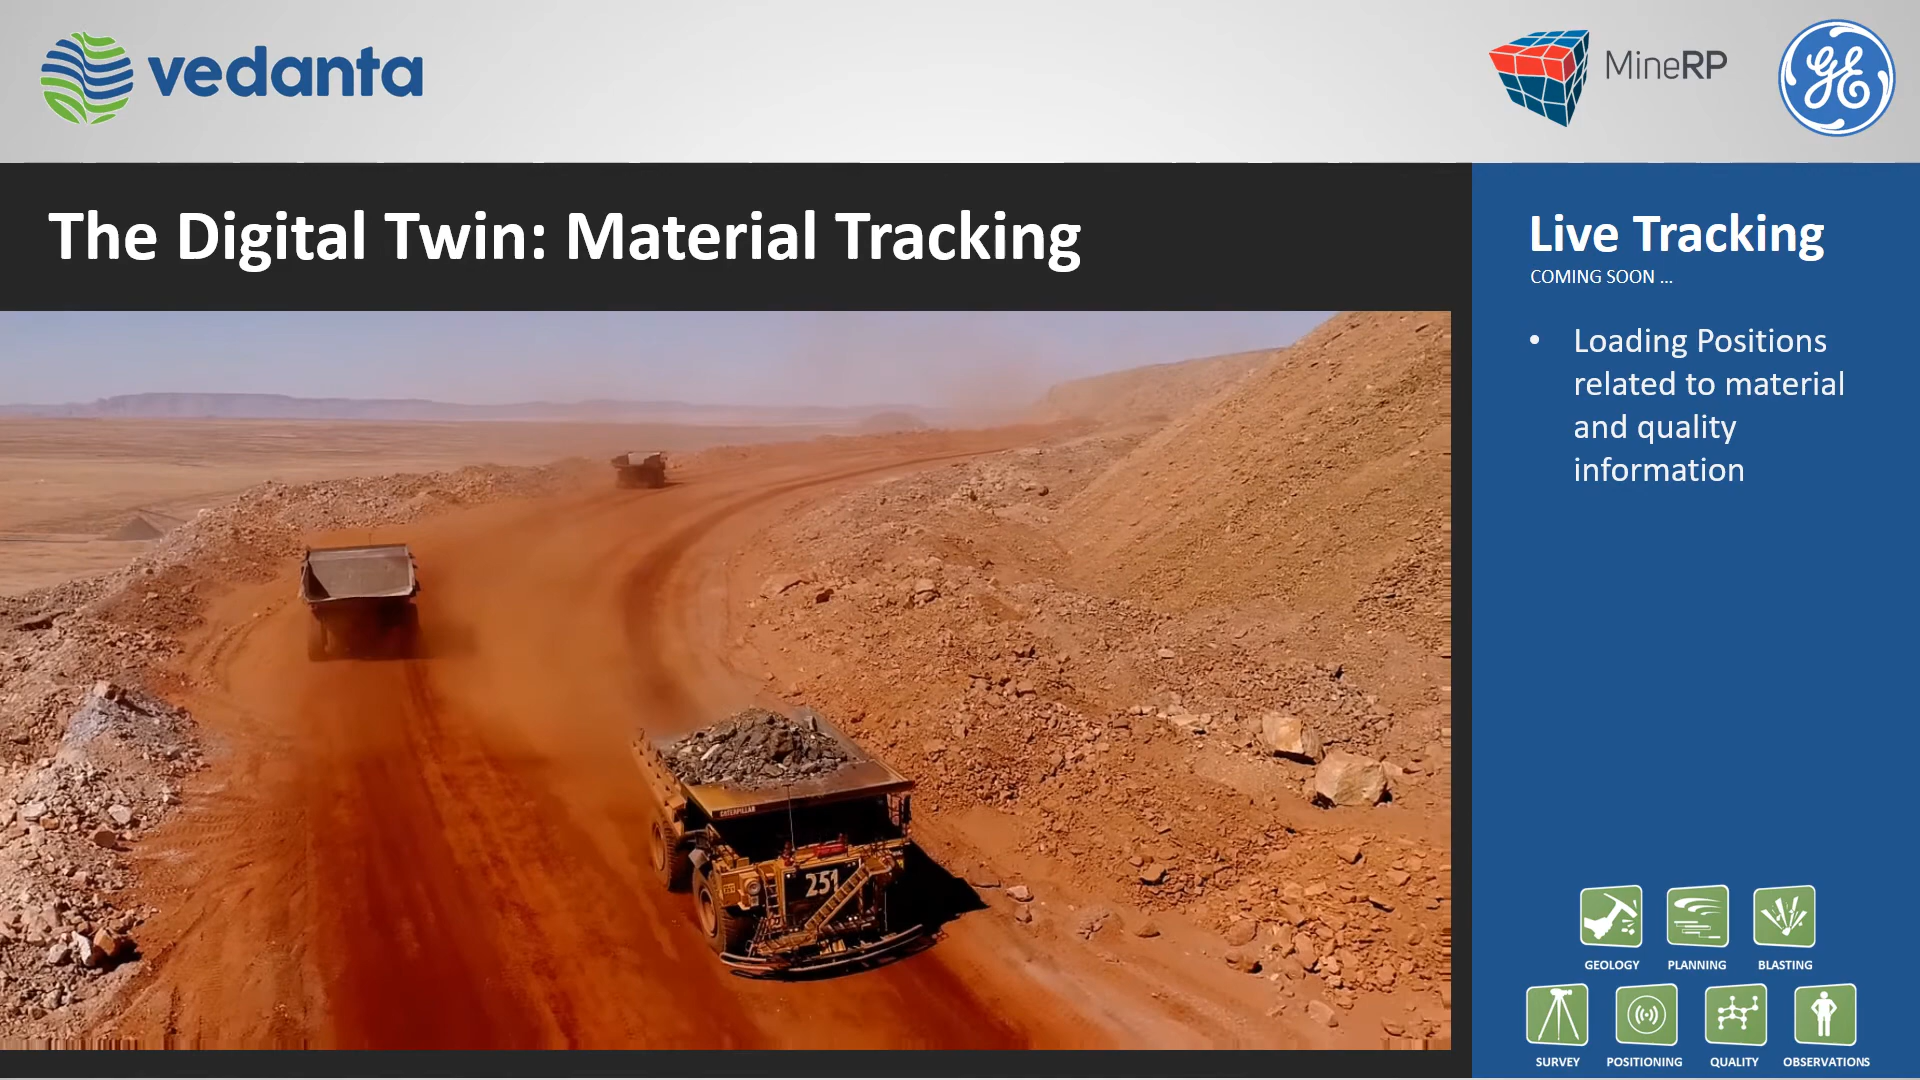 vedanta
MineRP
GE
The Digital Twin: Material Tracking
Live Tracking
COMING SOON ...
• Loading Positions
related to material
and quality
information
CATERPILLAR
251
GEOLOGY PLANNING BLASTING
SURVEY POSITIONING QUALITY OBSERVATIONS